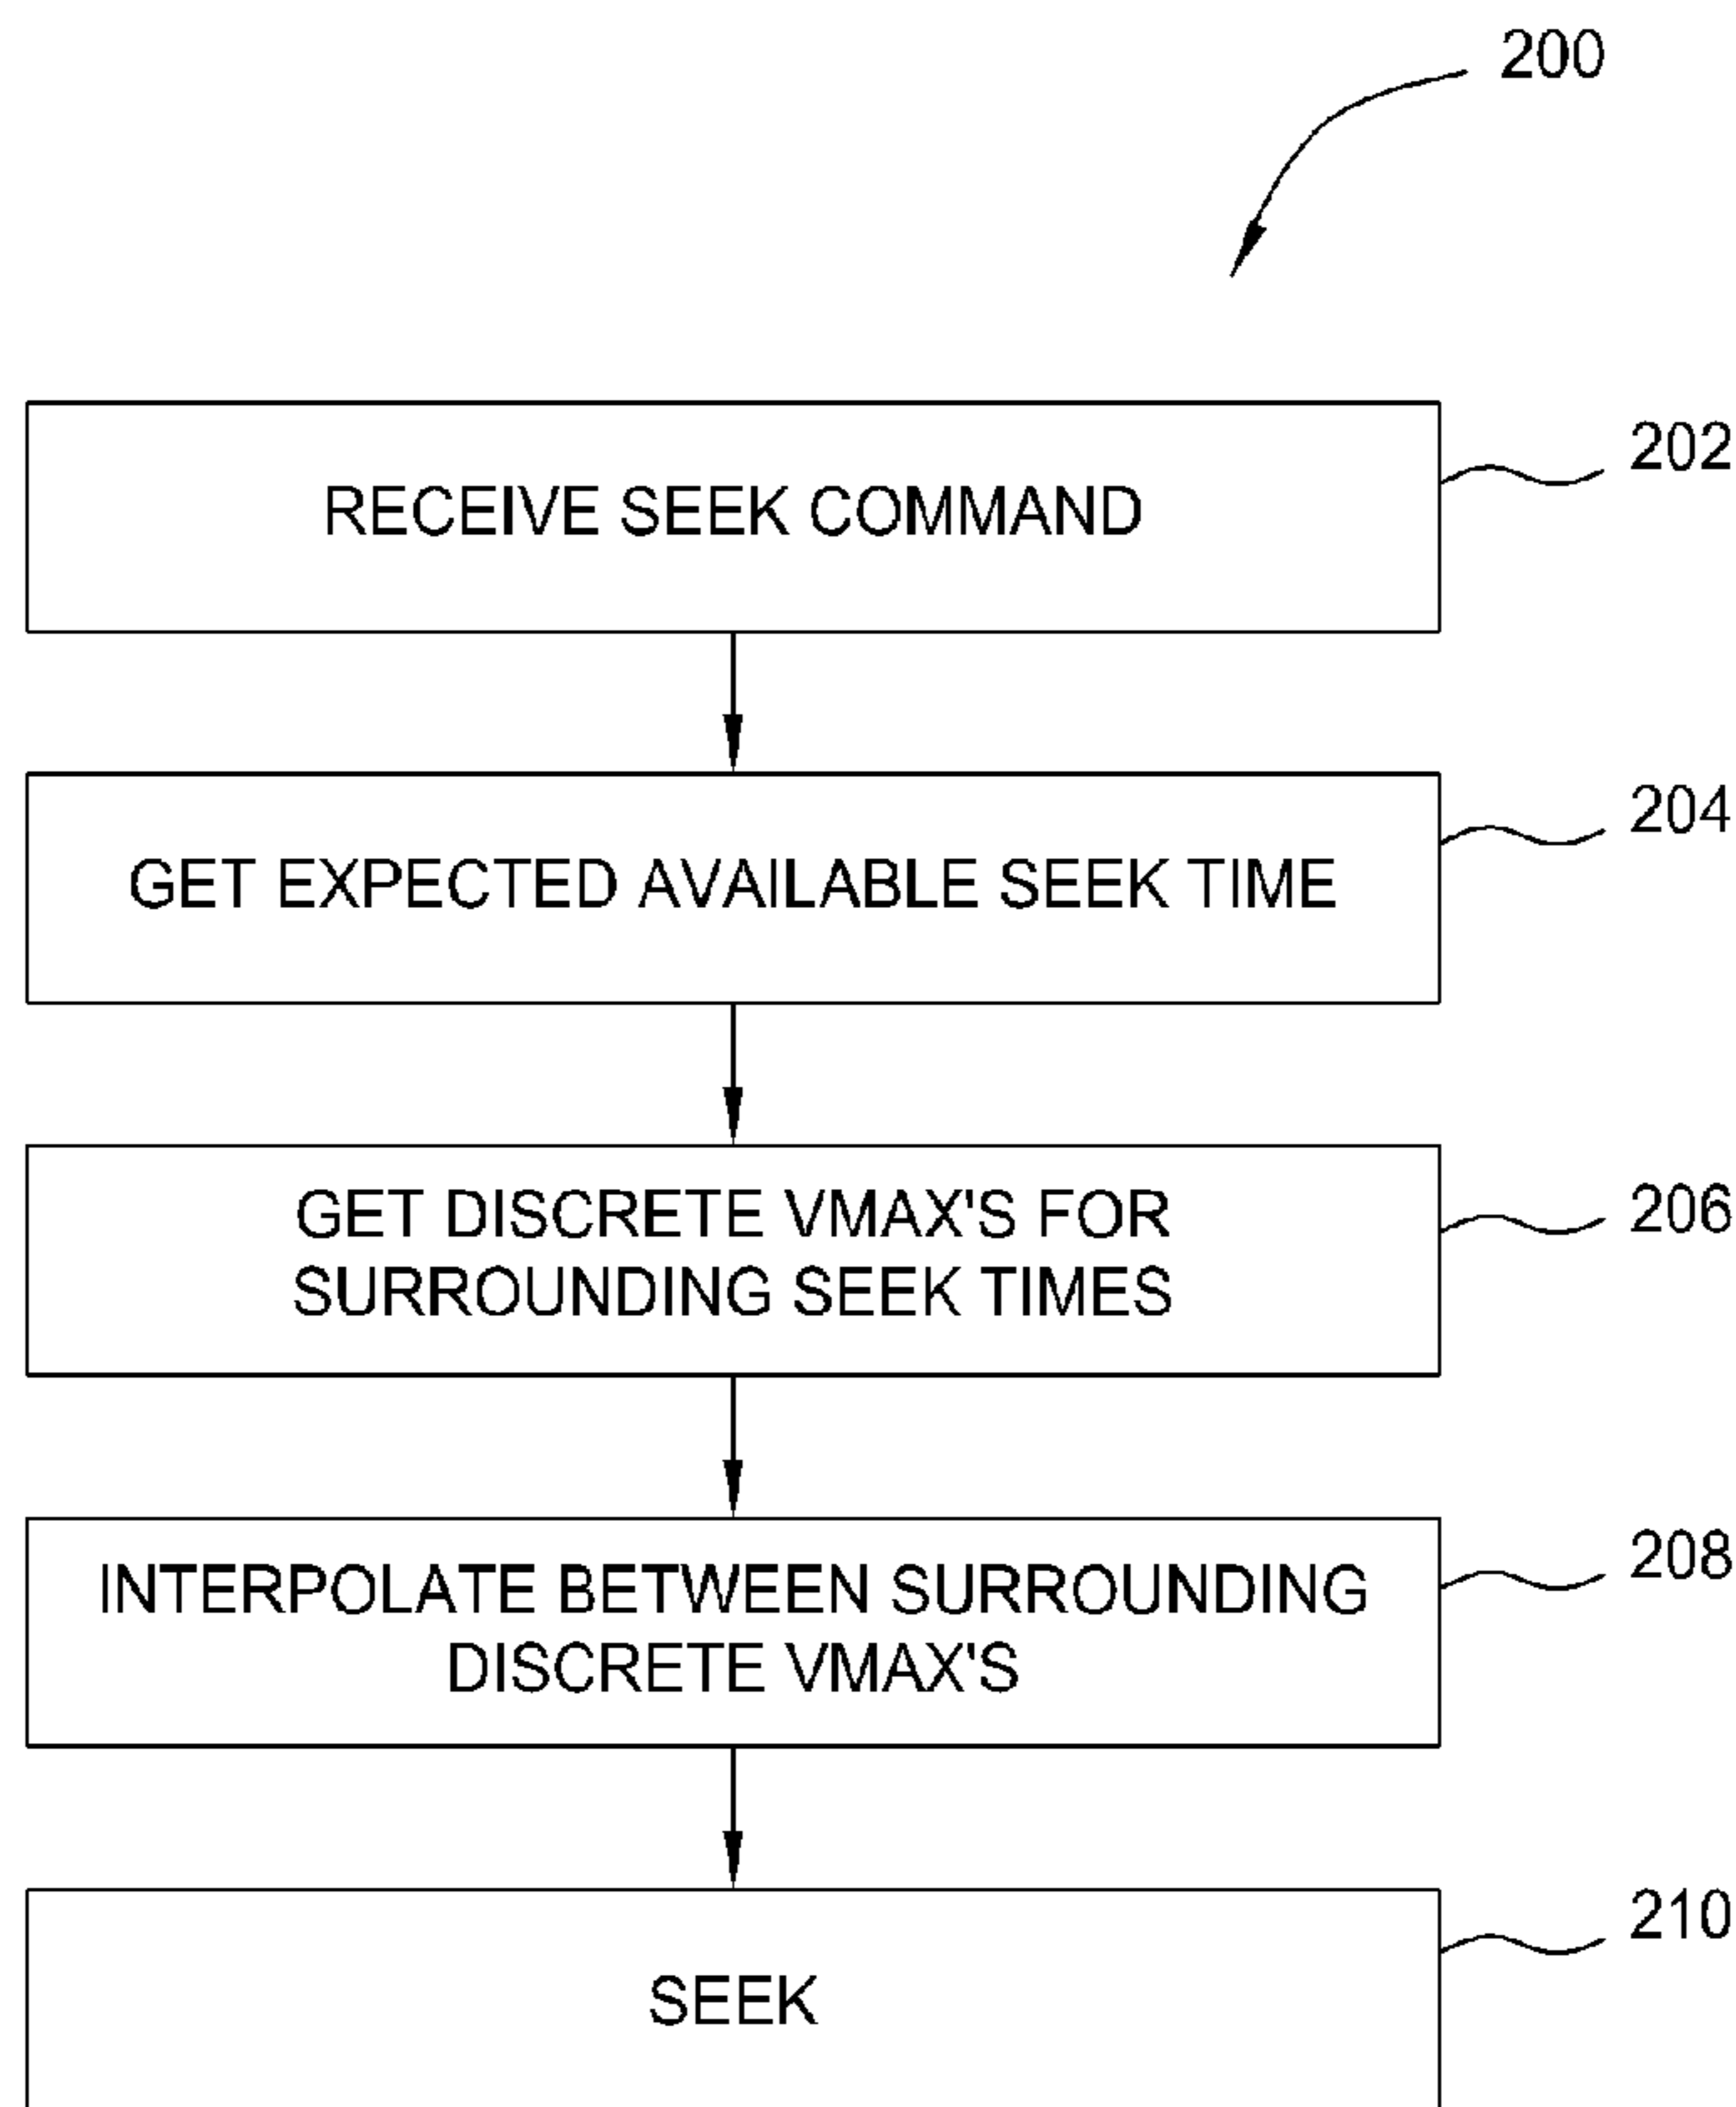 200
RECEIVE SEEK COMMAND
202
GET EXPECTED AVAILABLE SEEK TIME
204
GET DISCRETE VMAX'S FOR
SURROUNDING SEEK TIMES
206
INTERPOLATE BETWEEN SURROUNDING
DISCRETE VMAX'S
208
SEEK
210